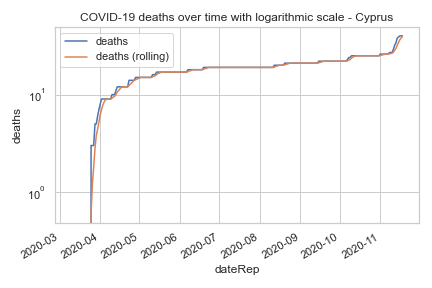 COVID-19 deaths over time with logarithmic scale - Cyprus
deaths
deaths (rolling)
deaths
10¹
10⁰
2020-03
2020-04
2020-05
2020-06
2020-07
2020-08
2020-09
2020-10
2020-11
dateRep